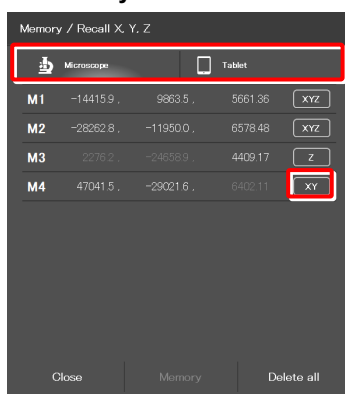 Memory / Recall X, Y, Z
Microscope Tablet
M1 -14415.9 , 9863.5 , 5661.36 XYZ
M2 -28262.8 , -11950.0 , 6578.48 XYZ
M3 2276.2 , -24658.9 , 4409.17 Z
M4 47041.5 , -29021.6 , 6402.11 XY
Close Memory Delete all